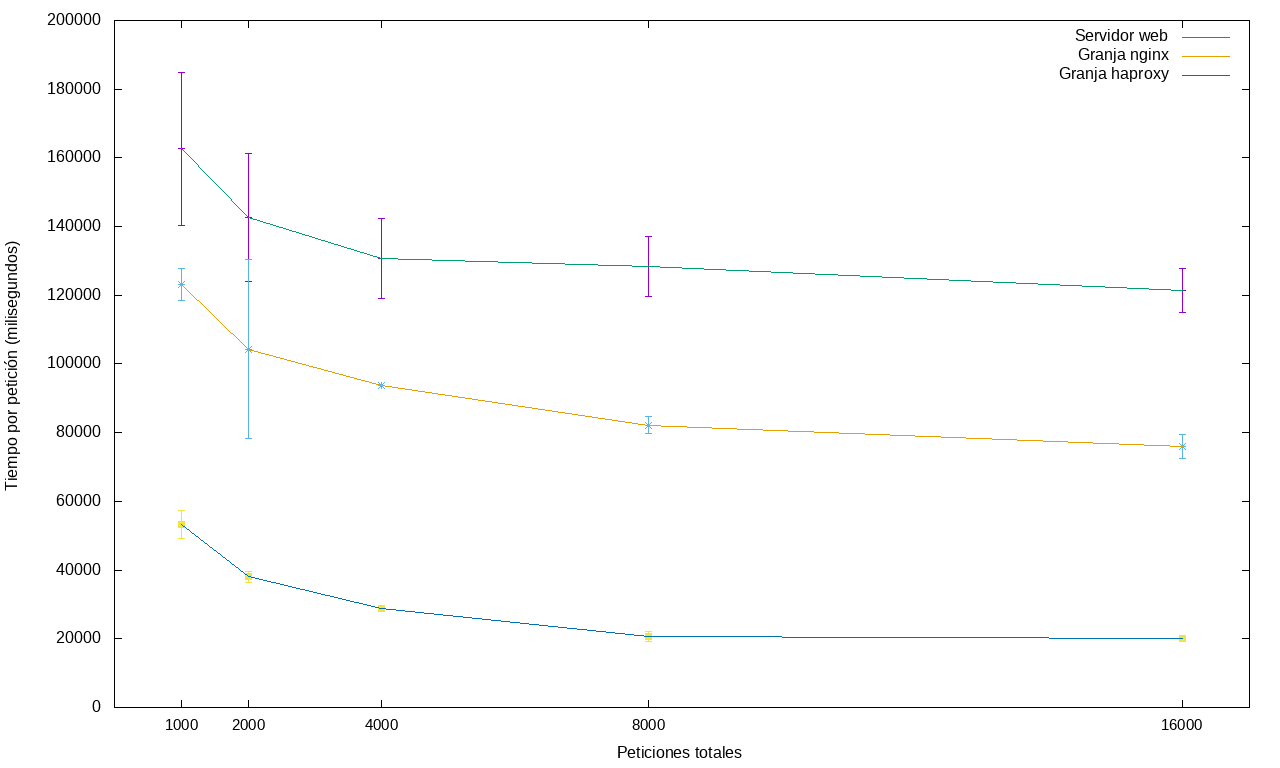 200000
180000
160000
140000
120000
100000
80000
60000
40000
20000
0
Tiempo por petición (milisegundos)
Servidor web
Granja nginx
Granja haproxy
1000 2000 4000 8000 16000
Peticiones totales